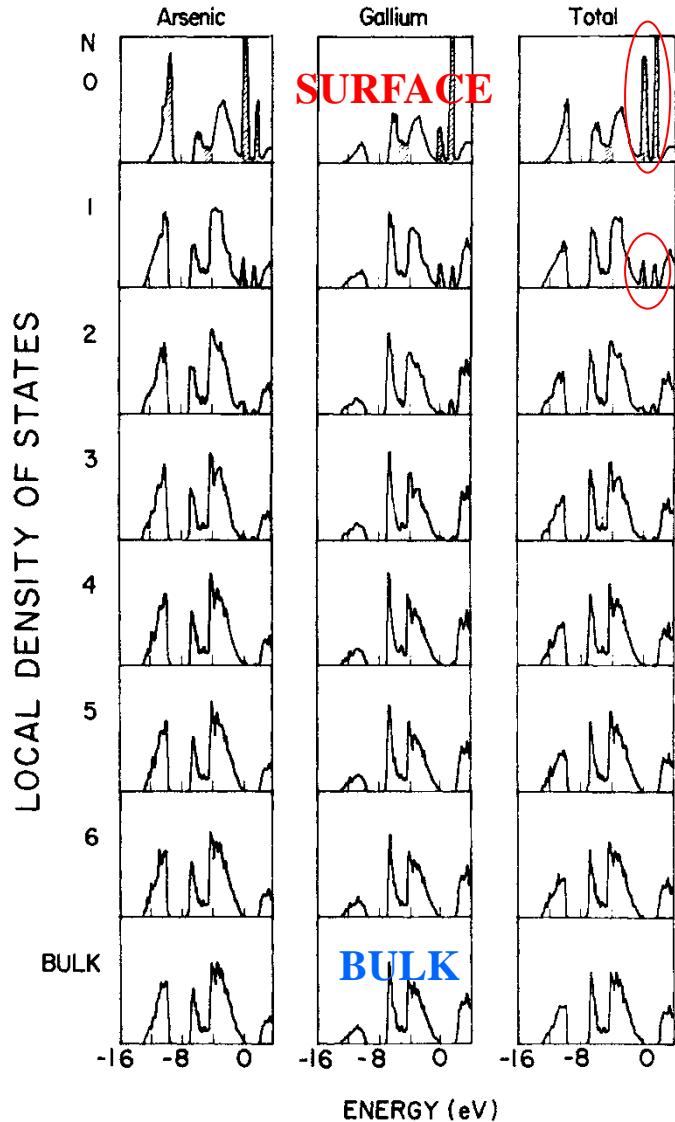 Arsenic Gallium Total
N
0
SURFACE
1
2
3
4
5
6
BULK
BULK
LOCAL DENSITY OF STATES
-16 -8 0 -16 -8 0 -16 -8 0
ENERGY (eV)